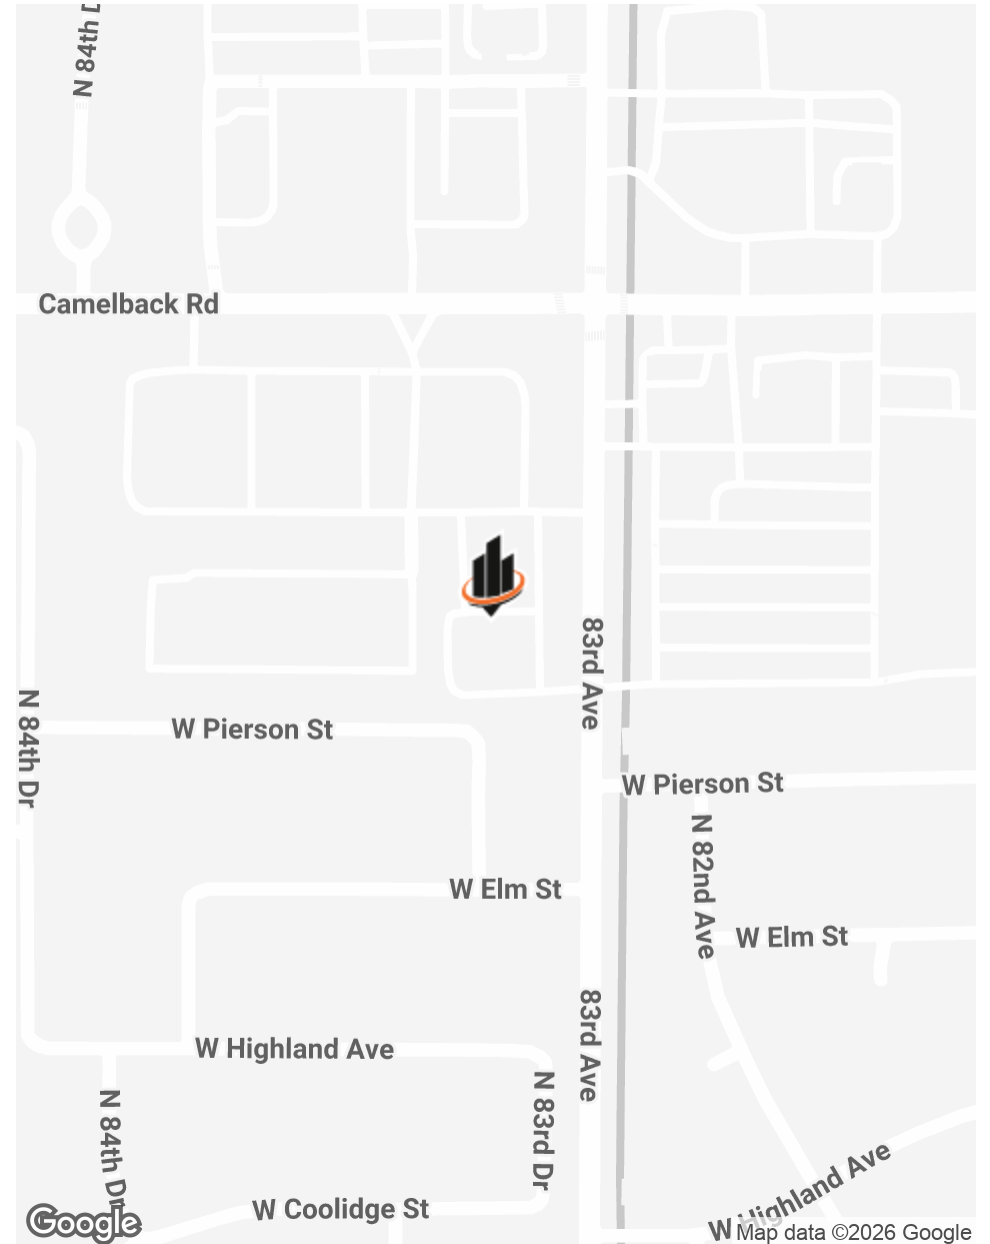 N 84th D
Camelback Rd
83rd Ave
N 84th Dr
W Pierson St
W Pierson St
N 82nd Ave
W Elm St
W Elm St
83rd Ave
W Highland Ave
N 83rd Dr
N 84th Dr
W Highland Ave
W Coolidge St
Google
Map data ©2026 Google